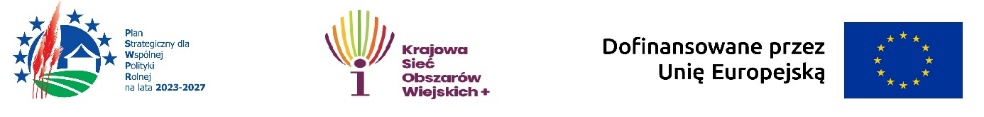 Plan
Strategiczny dla
Wspólnej
Polityki
Rolnej
na lata 2023-2027
Krajowa
Sieć
Obszarów
Wiejskich +
Dofinansowane przez
Unię Europejską